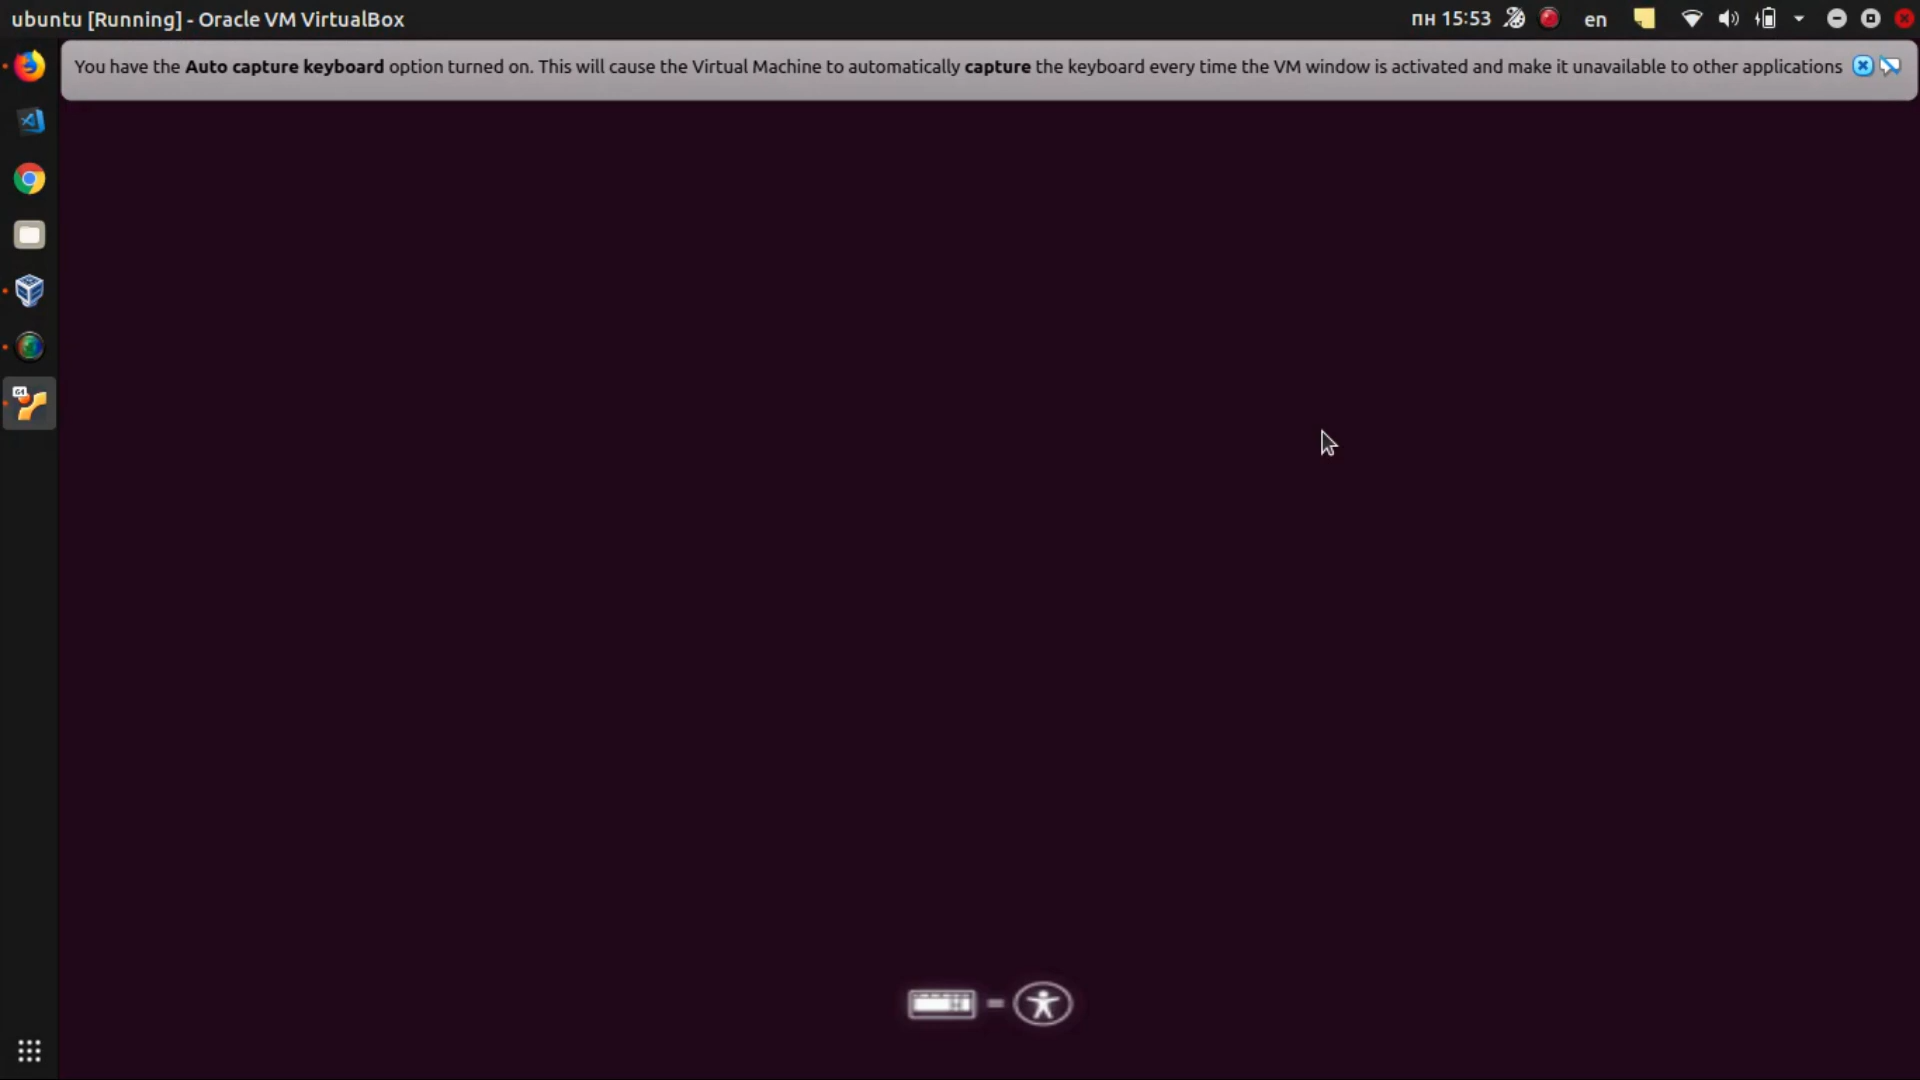 ubuntu [Running] - Oracle VM VirtualBox
пн 15:53
en
You have the Auto capture keyboard option turned on. This will cause the Virtual Machine to automatically capture the keyboard every time the VM window is activated and make it unavailable to other applications
64
=